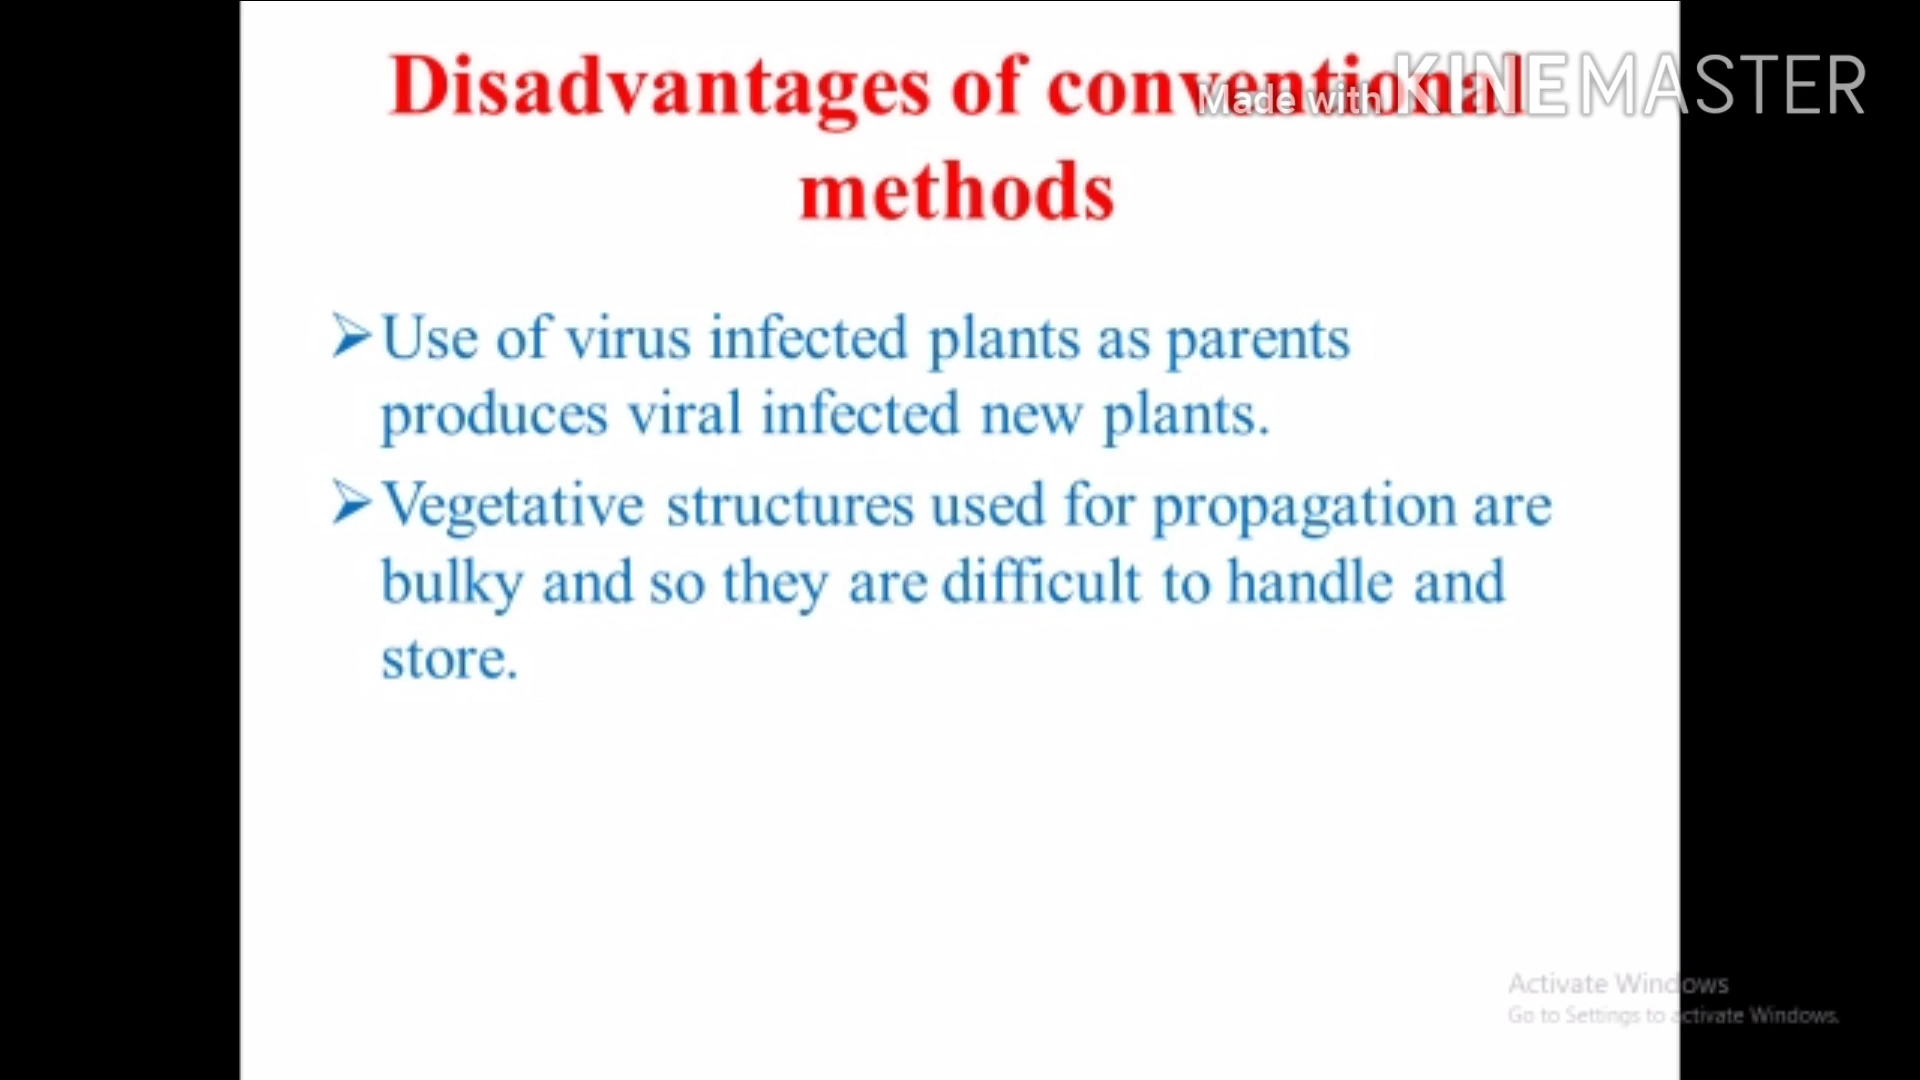 Disadvantages of conventional
Made with KINEMASTER
methods
➢Use of virus infected plants as parents
produces viral infected new plants.
➢Vegetative structures used for propagation are
bulky and so they are difficult to handle and
store.
Activate Windows
Go to Settings to activate Windows.